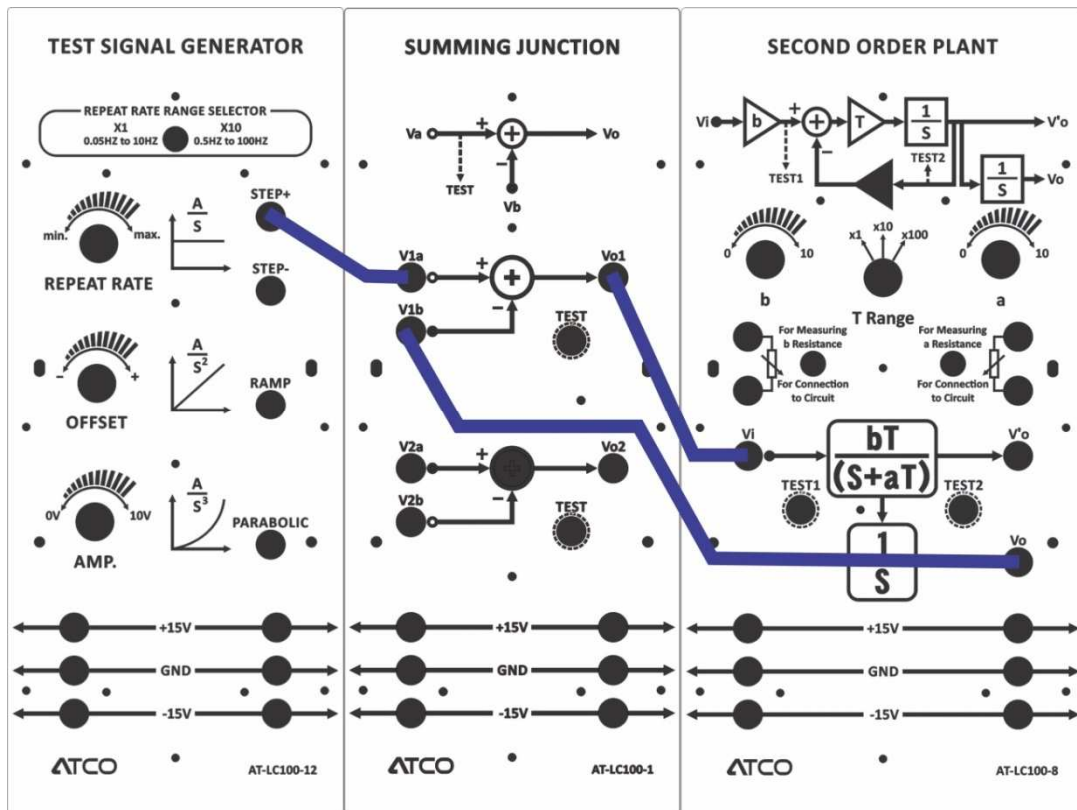 TEST SIGNAL GENERATOR
REPEAT RATE RANGE SELECTOR
X1 X10
0.05HZ to 10HZ 0.5HZ to 100HZ
min. max.
REPEAT RATE
A
S
STEP+
STEP-
- +
OFFSET
A
S²
RAMP
0V 10V
AMP.
A
S³
PARABOLIC
+15V
GND
-15V
ATCO AT-LC100-12
SUMMING JUNCTION
Va + + Vo
-
TEST
Vb
V1a + + Vo1
V1b -
TEST
V2a + + Vo2
V2b -
TEST
+15V
GND
-15V
ATCO AT-LC100-1
SECOND ORDER PLANT
Vi b + + T 1 V'o
S
-
TEST1 TEST2
1 Vo
S
0 10
b
x1 x10 x100
T Range
0 10
a
For Measuring
b Resistance
For Connection
to Circuit
For Measuring
a Resistance
For Connection
to Circuit
Vi bT V'o
(S+aT)
TEST1 TEST2
1 Vo
S
+15V
GND
-15V
ATCO AT-LC100-8